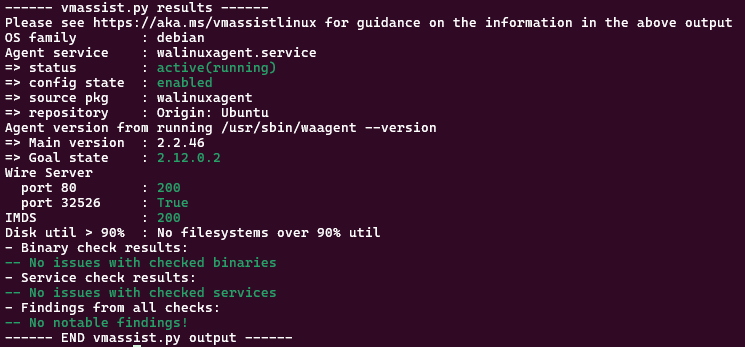 ------ vmassist.py results ------
Please see https://aka.ms/vmassistlinux for guidance on the information in the above output
OS family       : debian
Agent service   : walinuxagent.service
=> status       : active(running)
=> config state : enabled
=> source pkg   : walinuxagent
=> repository   : Origin: Ubuntu
Agent version from running /usr/sbin/waagent --version
=> Main version : 2.2.46
=> Goal state   : 2.12.0.2
Wire Server
  port 80        : 200
  port 32526     : True
IMDS             : 200
Disk util > 90%  : No filesystems over 90% util
- Binary check results:
-- No issues with checked binaries
- Service check results:
-- No issues with checked services
- Findings from all checks:
-- No notable findings!
------ END vmassist.py output ------